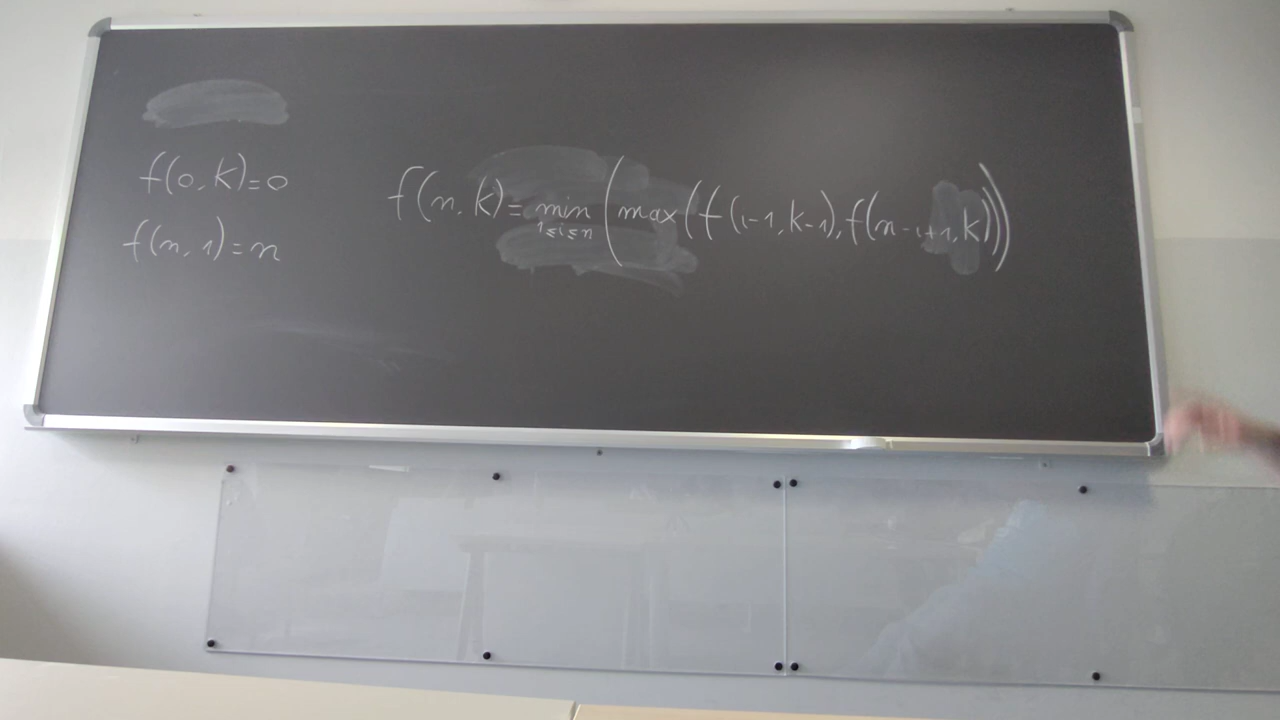 f(0,k)=0
f(n,1)=n
f(n,k)=min(max(f(i-1,k-1),f(n-i+1,k)))
1≤i≤n